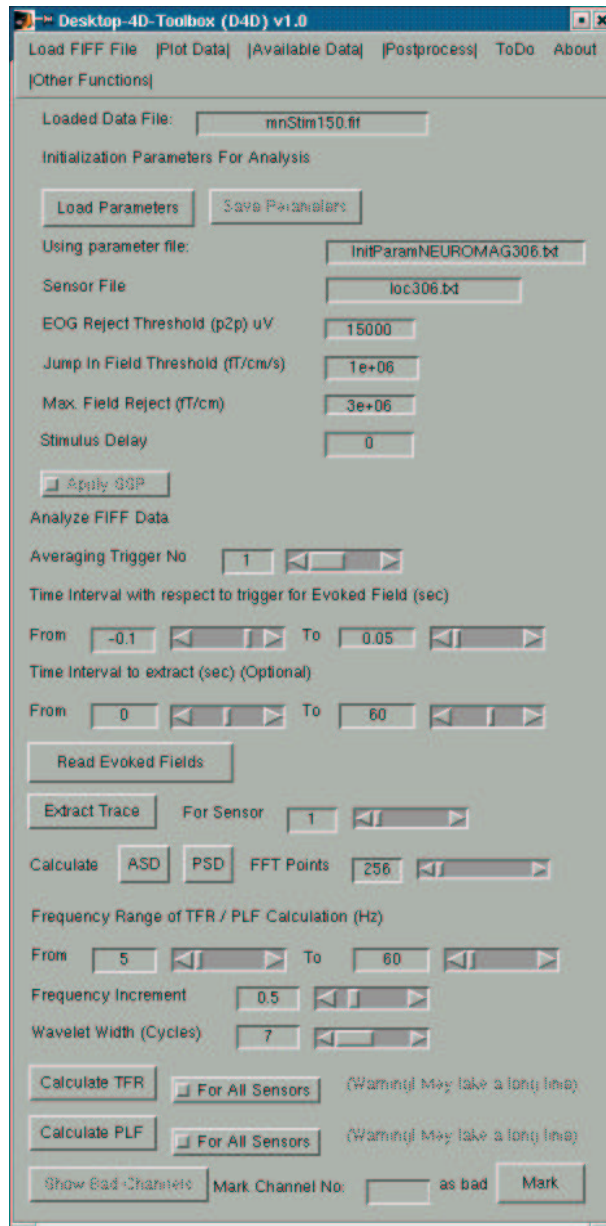 Desktop-4D-Toolbox (D4D) v1.0
Load FIFF File |Plot Data| |Available Data| |Postprocess| ToDo About
|Other Functions|
Loaded Data File: mnStim150.fif
Initialization Parameters For Analysis
Load Parameters Save Parameters
Using parameter file: InitParamNEUROMAG306.txt
Sensor File loc306.txt
EOG Reject Threshold (p2p) uV 15000
Jump In Field Threshold (fT/cm/s) 1e+06
Max. Field Reject (fT/cm) 3e+06
Stimulus Delay 0
Apply SSP
Analyze FIFF Data
Averaging Trigger No 1
Time Interval with respect to trigger for Evoked Field (sec)
From -0.1 To 0.05
Time Interval to extract (sec) (Optional)
From 0 To 60
Read Evoked Fields
Extract Trace For Sensor 1
Calculate ASD PSD FFT Points 256
Frequency Range of TFR / PLF Calculation (Hz)
From 5 To 60
Frequency Increment 0.5
Wavelet Width (Cycles) 7
Calculate TFR For All Sensors (Warning! May take a long time)
Calculate PLF For All Sensors (Warning! May take a long time)
Show Bad Channels Mark Channel No: as bad Mark